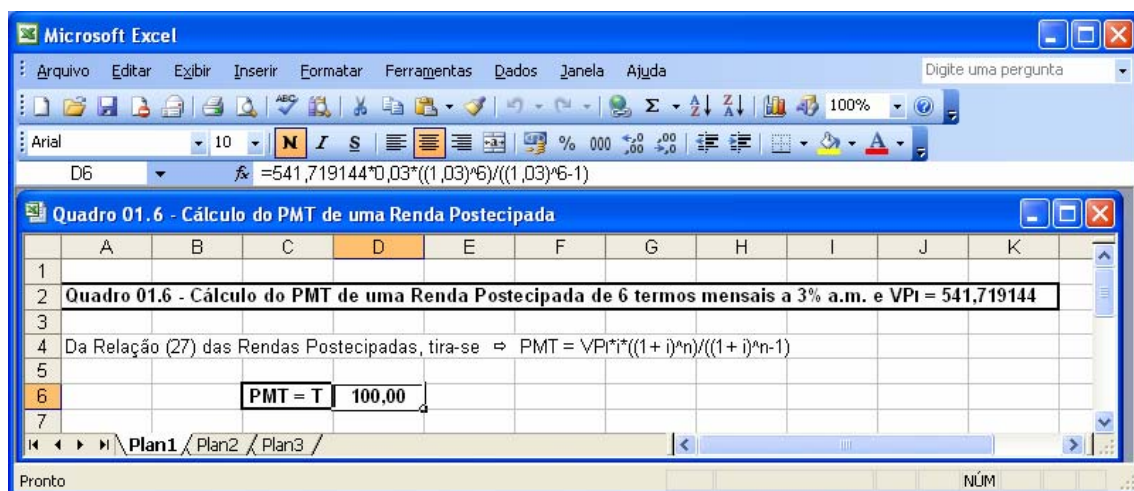 Microsoft Excel
Arquivo Editar Exibir Inserir Formatar Ferramentas Dados Janela Ajuda Digite uma pergunta
100%
Arial 10 N I S % 000
D6 fx =541,719144*0,03*((1,03)^6)/((1,03)^6-1)
Quadro 01.6 - Cálculo do PMT de uma Renda Postecipada
A B C D E F G H I J K
1
2 Quadro 01.6 - Cálculo do PMT de uma Renda Postecipada de 6 termos mensais a 3% a.m. e VPı = 541,719144
3
4 Da Relação (27) das Rendas Postecipadas, tira-se ⇨ PMT = VPı*i*((1+ i)^n)/((1+ i)^n-1)
5
6 PMT = T 100,00
7
Plan1 / Plan2 / Plan3 /
Pronto NÚM